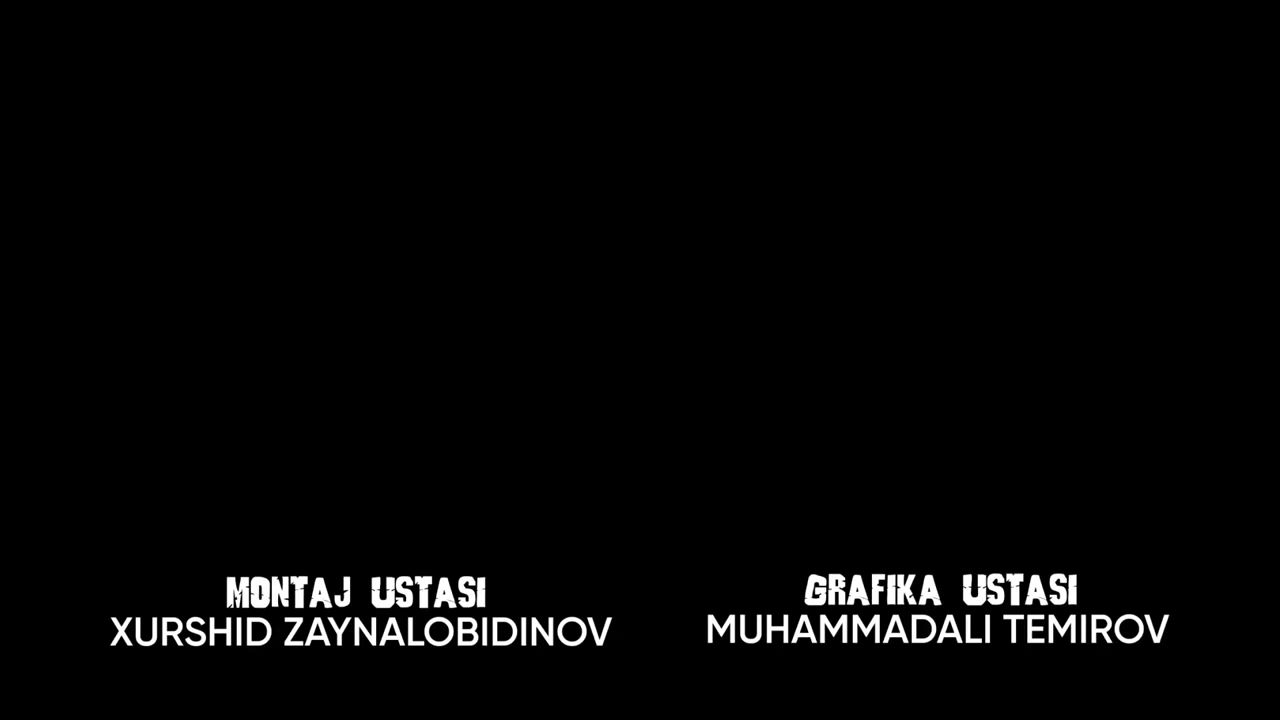 MONTAJ USTASI
XURSHID ZAYNALOBIDINOV
GRAFIKA USTASI
MUHAMMADALI TEMIROV